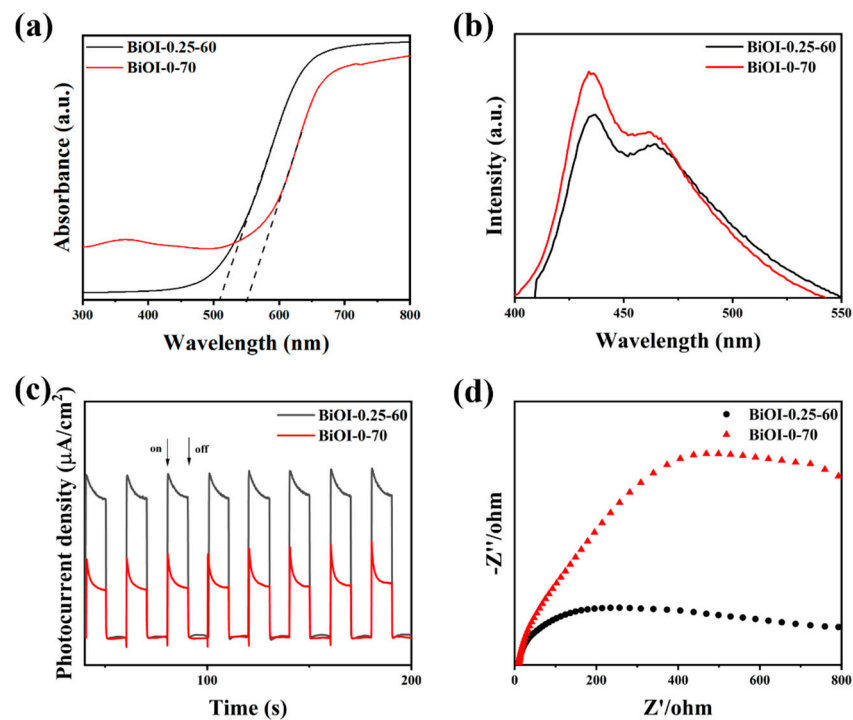 (a)
BiOI-0.25-60
BiOI-0-70
Absorbance (a.u.)
300 400 500 600 700 800
Wavelength (nm)
(b)
BiOI-0.25-60
BiOI-0-70
Intensity (a.u.)
400 450 500 550
Wavelength (nm)
(c)
BiOI-0.25-60
BiOI-0-70
on off
Photocurrent density (μA/cm²)
100 200
Time (s)
(d)
BiOI-0.25-60
BiOI-0-70
-Z''/ohm
0 200 400 600 800
Z'/ohm